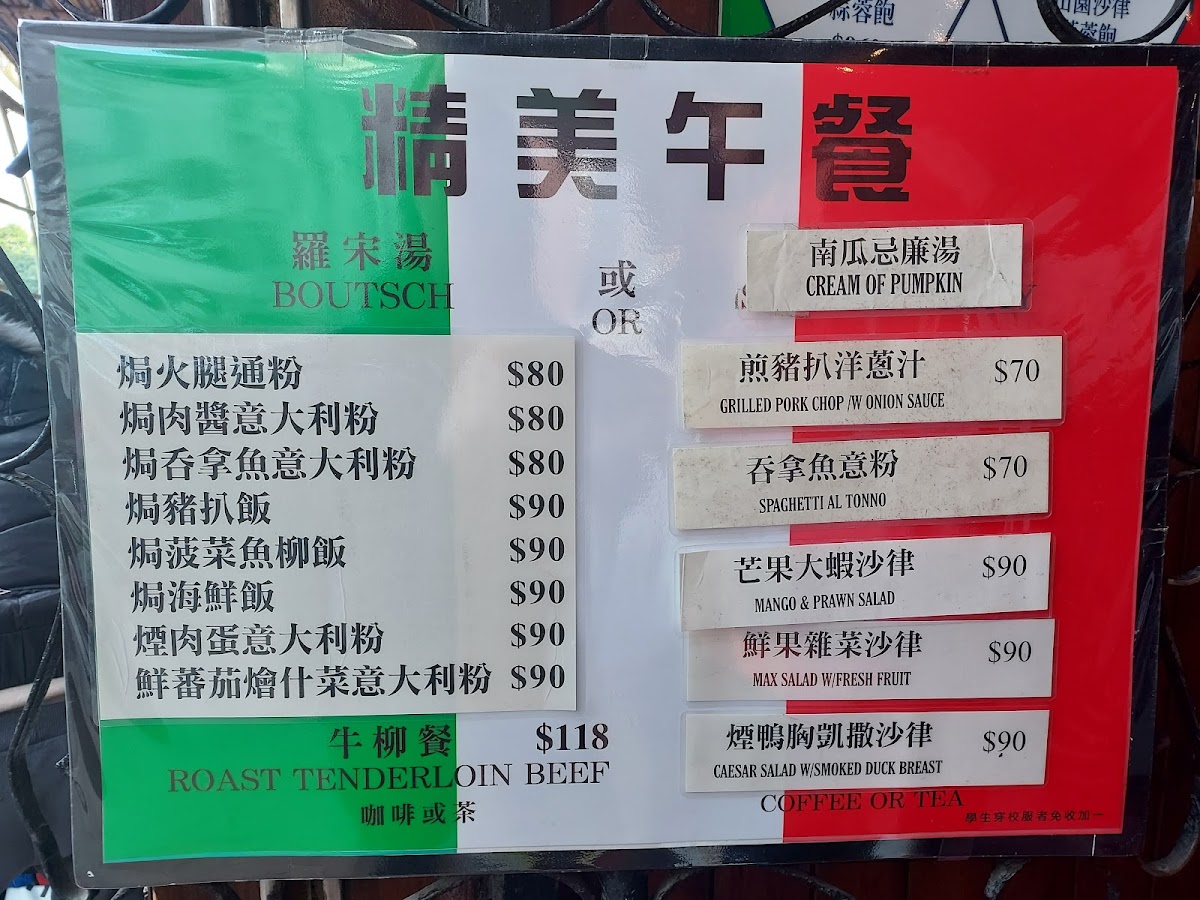 蒜蓉飽
田園沙律
精美午餐
羅宋湯
BOUTSCH
或
OR
南瓜忌廉湯
CREAM OF PUMPKIN
焗火腿通粉 $80
焗肉醬意大利粉 $80
焗吞拿魚意大利粉 $80
焗豬扒飯 $90
焗菠菜魚柳飯 $90
焗海鮮飯 $90
煙肉蛋意大利粉 $90
鮮蕃茄燴什菜意大利粉 $90
煎豬扒洋蔥汁 $70
GRILLED PORK CHOP /W ONION SAUCE
吞拿魚意粉 $70
SPAGHETTI AL TONNO
芒果大蝦沙律 $90
MANGO & PRAWN SALAD
鮮果雜菜沙律 $90
MAX SALAD W/FRESH FRUIT
煙鴨胸凱撒沙律 $90
CAESAR SALAD W/SMOKED DUCK BREAST
牛柳餐 $118
ROAST TENDERLOIN BEEF
咖啡或茶
COFFEE OR TEA
學生穿校服者免收加一